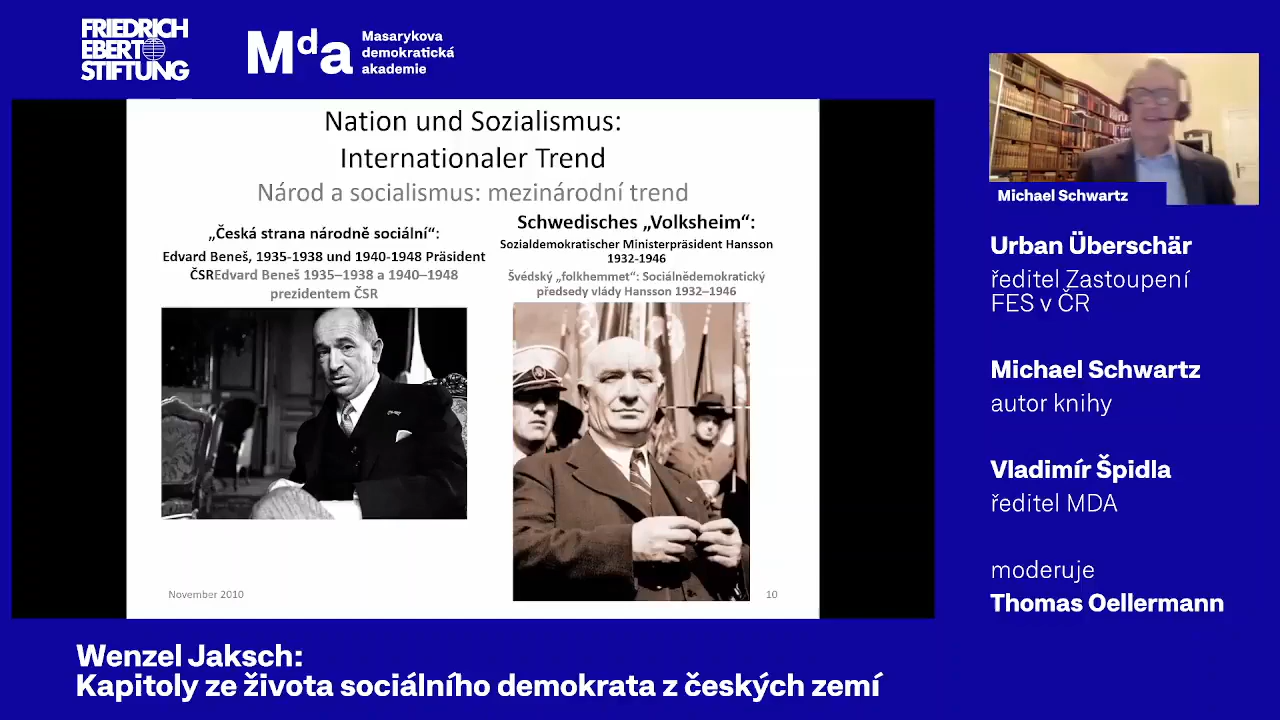 FRIEDRICH
EBERT
STIFTUNG
Mda
Masarykova
demokratická
akademie
Nation und Sozialismus:
Internationaler Trend
Národ a socialismus: mezinárodní trend
„Česká strana národně sociální“:
Edvard Beneš, 1935-1938 und 1940-1948 Präsident
ČSREdvard Beneš 1935–1938 a 1940–1948
prezidentem ČSR
Schwedisches „Volksheim“:
Sozialdemokratischer Ministerpräsident Hansson
1932-1946
Švédský „folkhemmet“: Sociálnědemokratický
předsedy vlády Hansson 1932–1946
November 2010
10
Michael Schwartz
Urban Überschär
ředitel Zastoupení
FES v ČR
Michael Schwartz
autor knihy
Vladimír Špidla
ředitel MDA
moderuje
Thomas Oellermann
Wenzel Jaksch:
Kapitoly ze života sociálního demokrata z českých zemí